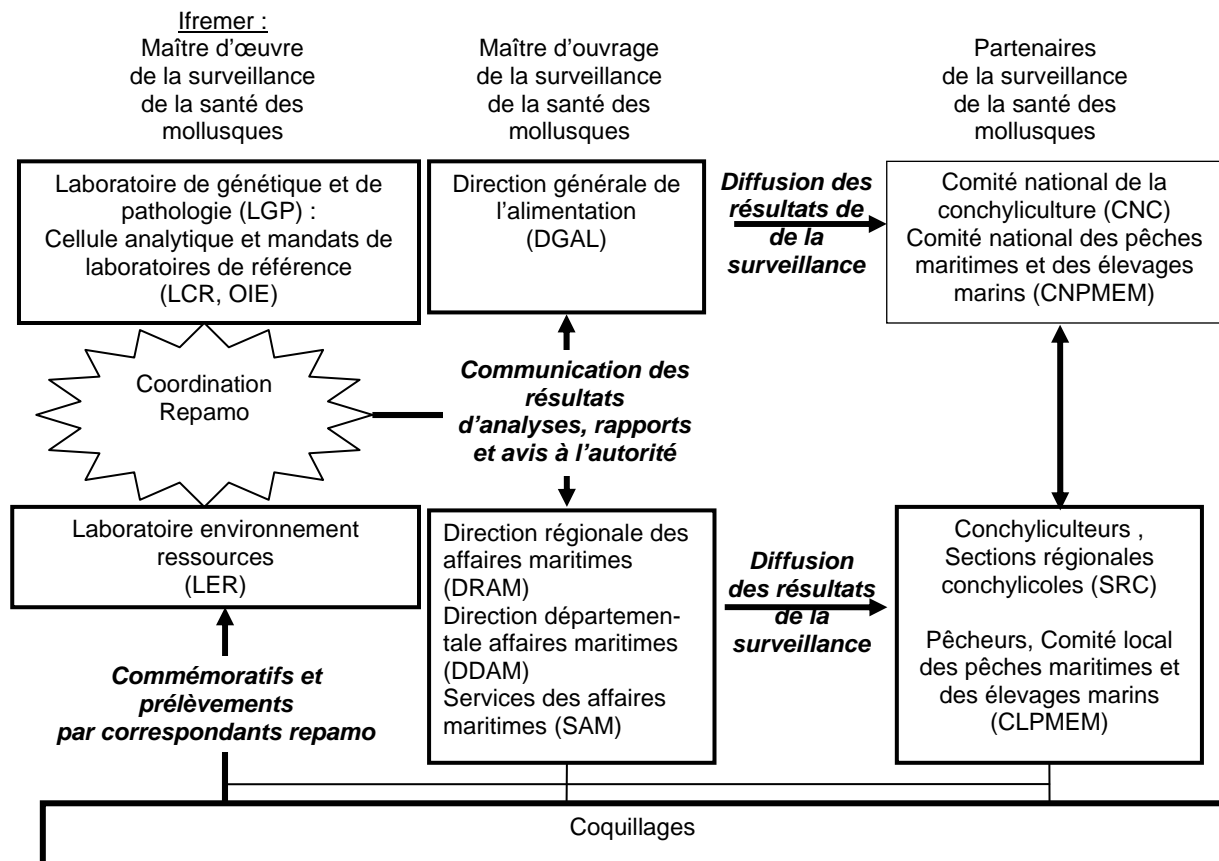 Ifremer :
Maître d'œuvre
de la surveillance
de la santé des
mollusques
Maître d'ouvrage
de la surveillance
de la santé des
mollusques
Partenaires
de la surveillance
de la santé des
mollusques
Laboratoire de génétique et de
pathologie (LGP) :
Cellule analytique et mandats de
laboratoires de référence
(LCR, OIE)
Direction générale de
l'alimentation
(DGAL)
Diffusion des
résultats de
de la
surveillance
Comité national de la
conchyliculture (CNC)
Comité national des pêches
maritimes et des élevages
marins (CNPMEM)
Coordination
Repamo
Communication des
résultats
d'analyses, rapports
et avis à l'autorité
Laboratoire environnement
ressources
(LER)
Direction régionale des
affaires maritimes
(DRAM)
Direction départemen-
tale affaires maritimes
(DDAM)
Services des affaires
maritimes (SAM)
Diffusion
des résultats
de la
surveillance
Conchyliculteurs ,
Sections régionales
conchylicoles (SRC)
Pêcheurs, Comité local
des pêches maritimes et
des élevages marins
(CLPMEM)
Commémoratifs et
prélèvements
par correspondants repamo
Coquillages